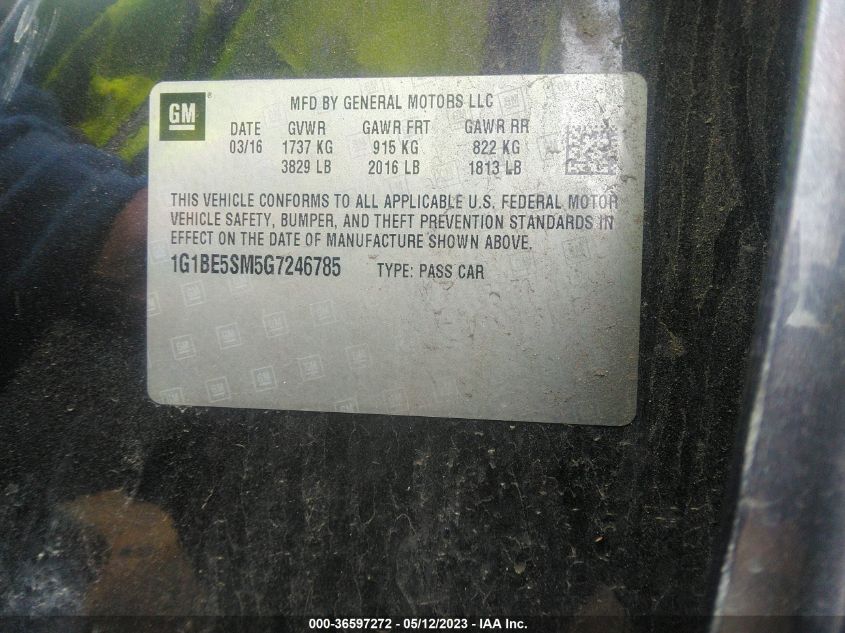 GM ®
MFD BY GENERAL MOTORS LLC
DATE GVWR GAWR FRT GAWR RR
03/16 1737 KG 915 KG 822 KG
3829 LB 2016 LB 1813 LB
THIS VEHICLE CONFORMS TO ALL APPLICABLE U.S. FEDERAL MOTOR
VEHICLE SAFETY, BUMPER, AND THEFT PREVENTION STANDARDS IN
EFFECT ON THE DATE OF MANUFACTURE SHOWN ABOVE.
1G1BE5SM5G7246785 TYPE: PASS CAR
000-36597272 - 05/12/2023 - IAA Inc.